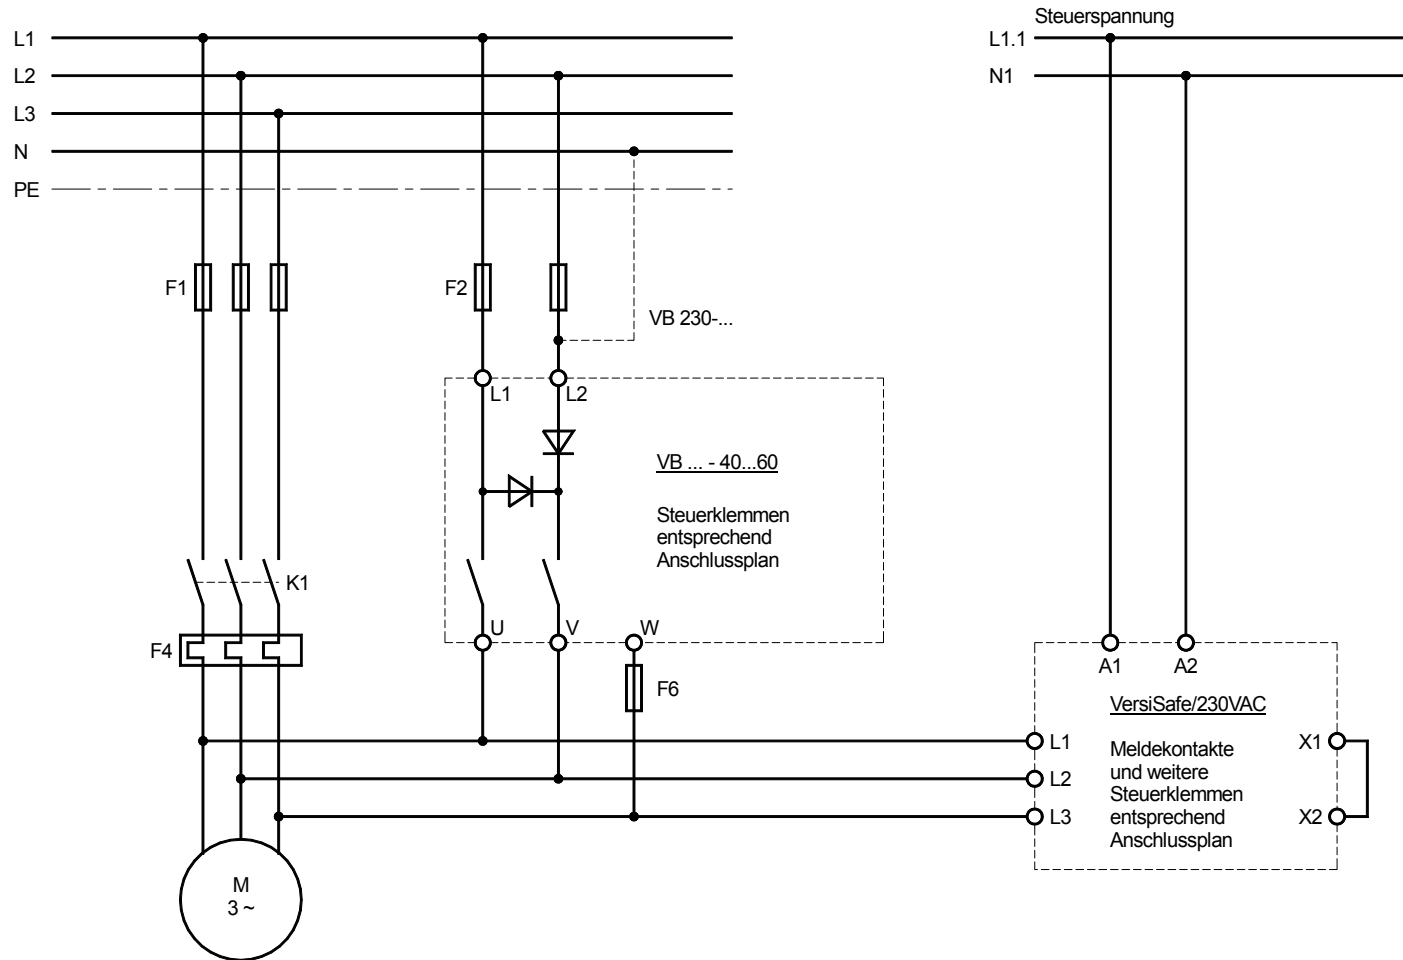 Steuerspannung
L1
L1.1
L2
N1
L3
N
PE
F1
F2
VB 230-...
L1
L2
VB ... - 40...60
Steuerklemmen
entsprechend
Anschlussplan
K1
U
V
W
F4
A1
A2
F6
VersiSafe/230VAC
L1
X1
Meldekontakte
und weitere
Steuerklemmen
entsprechend
Anschlussplan
L2
L3
X2
M
3 ~